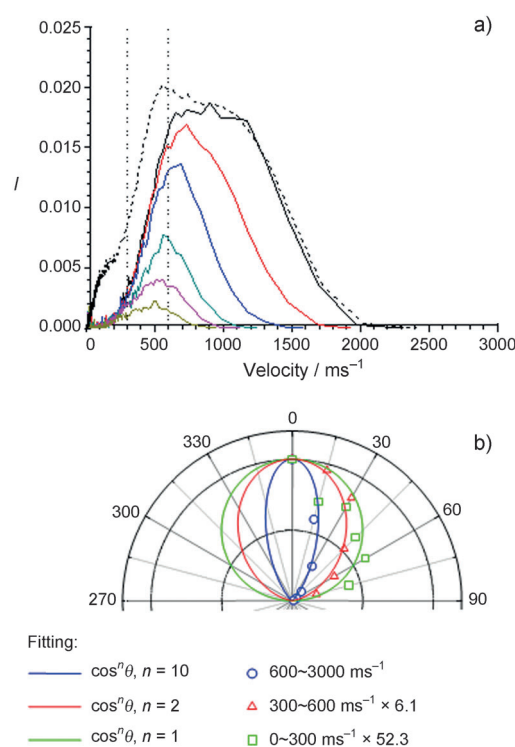 a)
0.025
0.020
0.015
I
0.010
0.005
0.000
0 500 1000 1500 2000 2500 3000
Velocity / ms⁻¹
b)
0
330 30
300 60
270 90
Fitting:
cosⁿθ, n = 10 600~3000 ms⁻¹
cosⁿθ, n = 2 300~600 ms⁻¹ × 6.1
cosⁿθ, n = 1 0~300 ms⁻¹ × 52.3